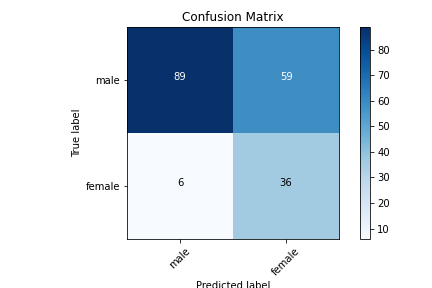 Confusion Matrix
male
89
59
True label
female
6
36
male
female
Predicted label
80
70
60
50
40
30
20
10